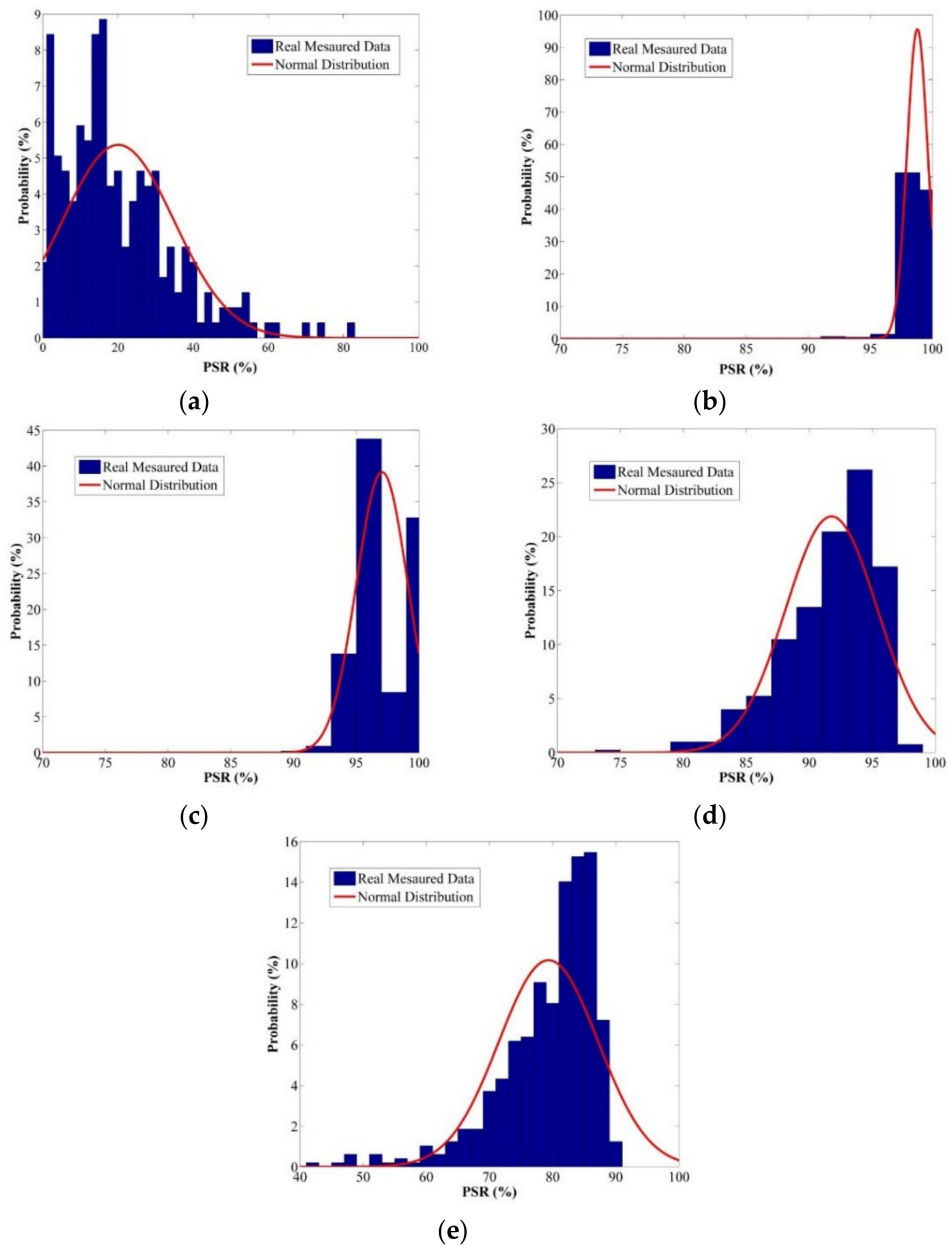 9
8
7
6
5
4
3
2
1
0
Probability (%)
Real Mesaured Data
Normal Distribution
0 20 40 60 80 100
PSR (%)
(a)
100
90
80
70
60
50
40
30
20
10
0
Probability (%)
Real Mesaured Data
Normal Distribution
70 75 80 85 90 95 100
PSR (%)
(b)
45
40
35
30
25
20
15
10
5
0
Probability (%)
Real Mesaured Data
Normal Distribution
70 75 80 85 90 95 100
PSR (%)
(c)
30
25
20
15
10
5
0
Probability (%)
Real Mesaured Data
Normal Distribution
70 75 80 85 90 95 100
PSR (%)
(d)
16
14
12
10
8
6
4
2
0
Probability (%)
Real Mesaured Data
Normal Distribution
40 50 60 70 80 90 100
PSR (%)
(e)